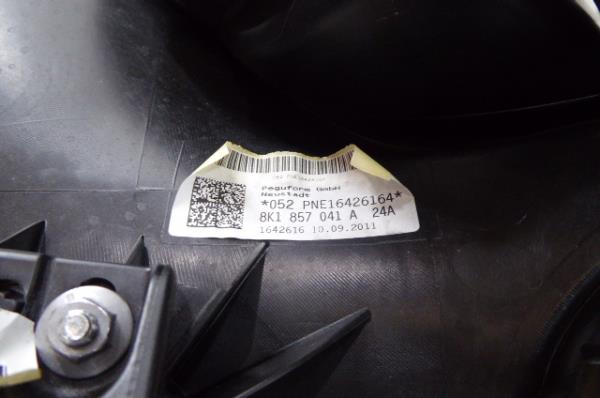 Peguform GmbH
Neustadt
*052 PNE16426164*
8K1 857 041 A 24A
1642616 10.09.2011